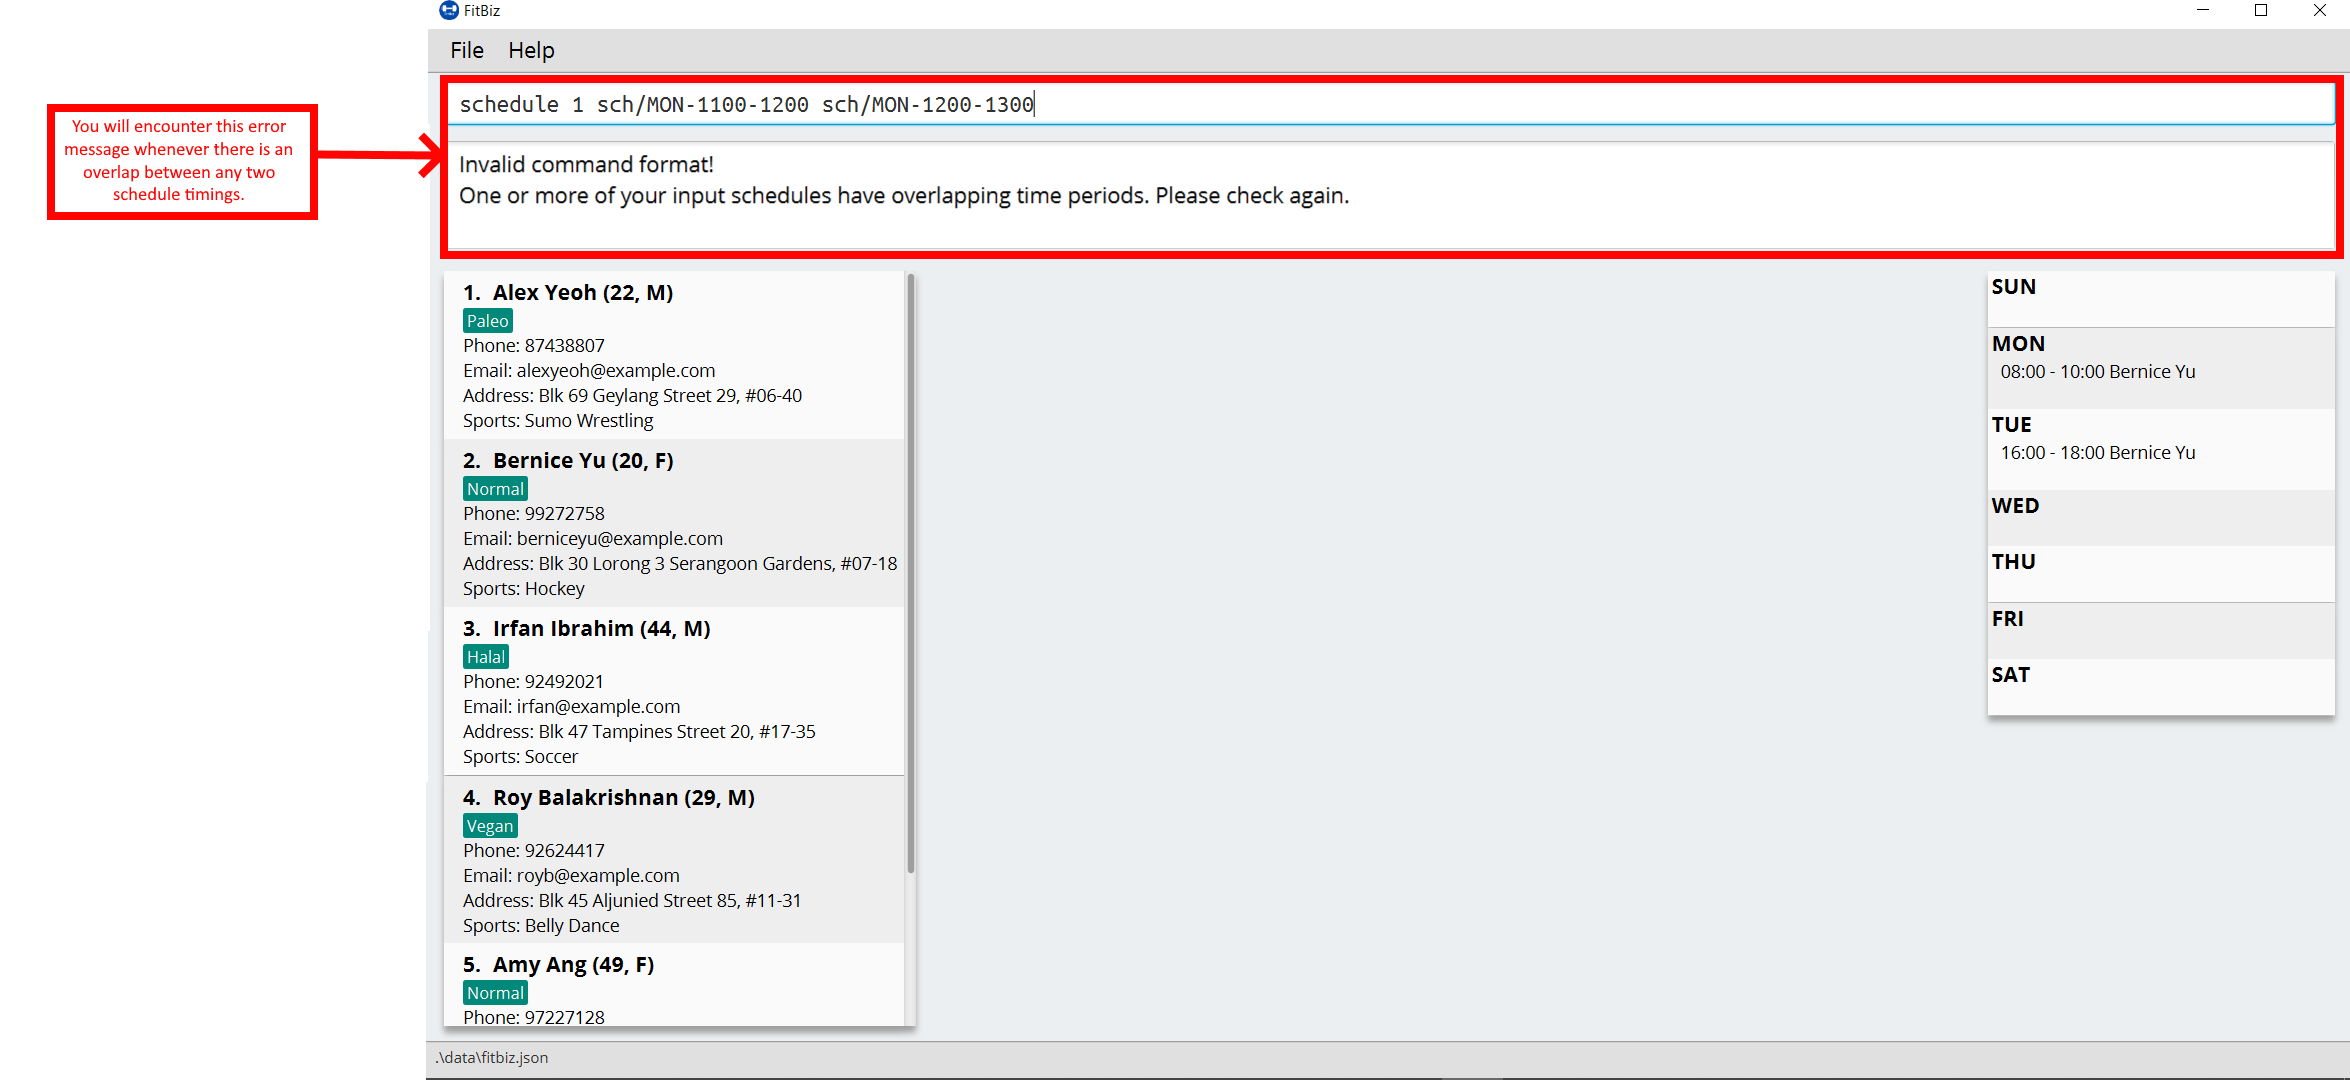 FitBiz
File Help
schedule 1 sch/MON-1100-1200 sch/MON-1200-1300
You will encounter this error
message whenever there is an
overlap between any two
schedule timings.
Invalid command format!
One or more of your input schedules have overlapping time periods. Please check again.
1. Alex Yeoh (22, M)
Paleo
Phone: 87438807
Email: alexyeoh@example.com
Address: Blk 69 Geylang Street 29, #06-40
Sports: Sumo Wrestling
2. Bernice Yu (20, F)
Normal
Phone: 99272758
Email: berniceyu@example.com
Address: Blk 30 Lorong 3 Serangoon Gardens, #07-18
Sports: Hockey
3. Irfan Ibrahim (44, M)
Halal
Phone: 92492021
Email: irfan@example.com
Address: Blk 47 Tampines Street 20, #17-35
Sports: Soccer
4. Roy Balakrishnan (29, M)
Vegan
Phone: 92624417
Email: royb@example.com
Address: Blk 45 Aljunied Street 85, #11-31
Sports: Belly Dance
5. Amy Ang (49, F)
Normal
Phone: 97227128
SUN
MON
08:00 - 10:00 Bernice Yu
TUE
16:00 - 18:00 Bernice Yu
WED
THU
FRI
SAT
.\data\fitbiz.json